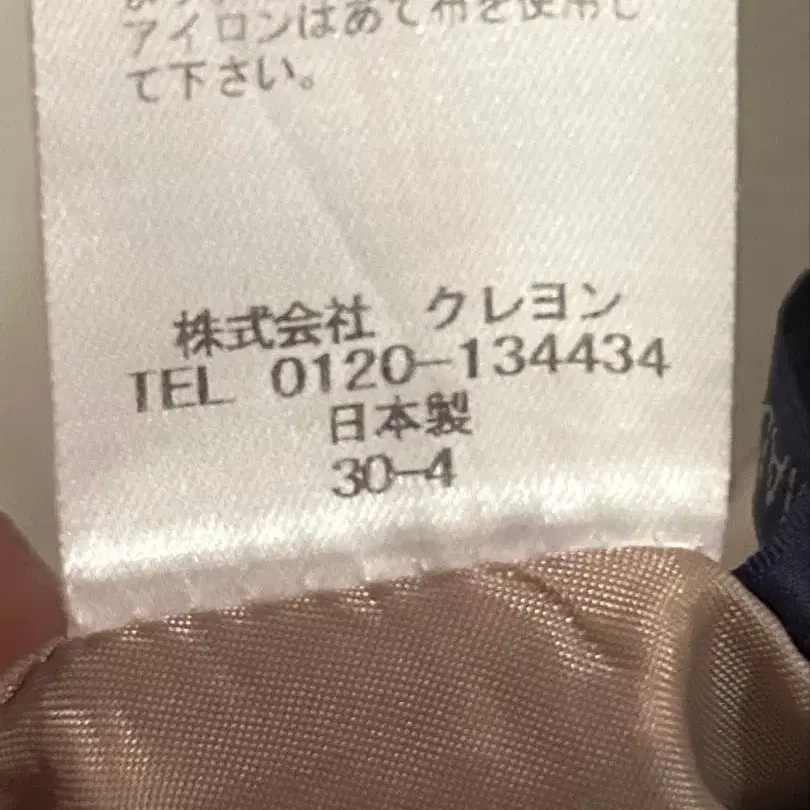 アイロンはあて布を使用し
て下さい。
株式会社 クレヨン
TEL 0120-134434
日本製
30-4